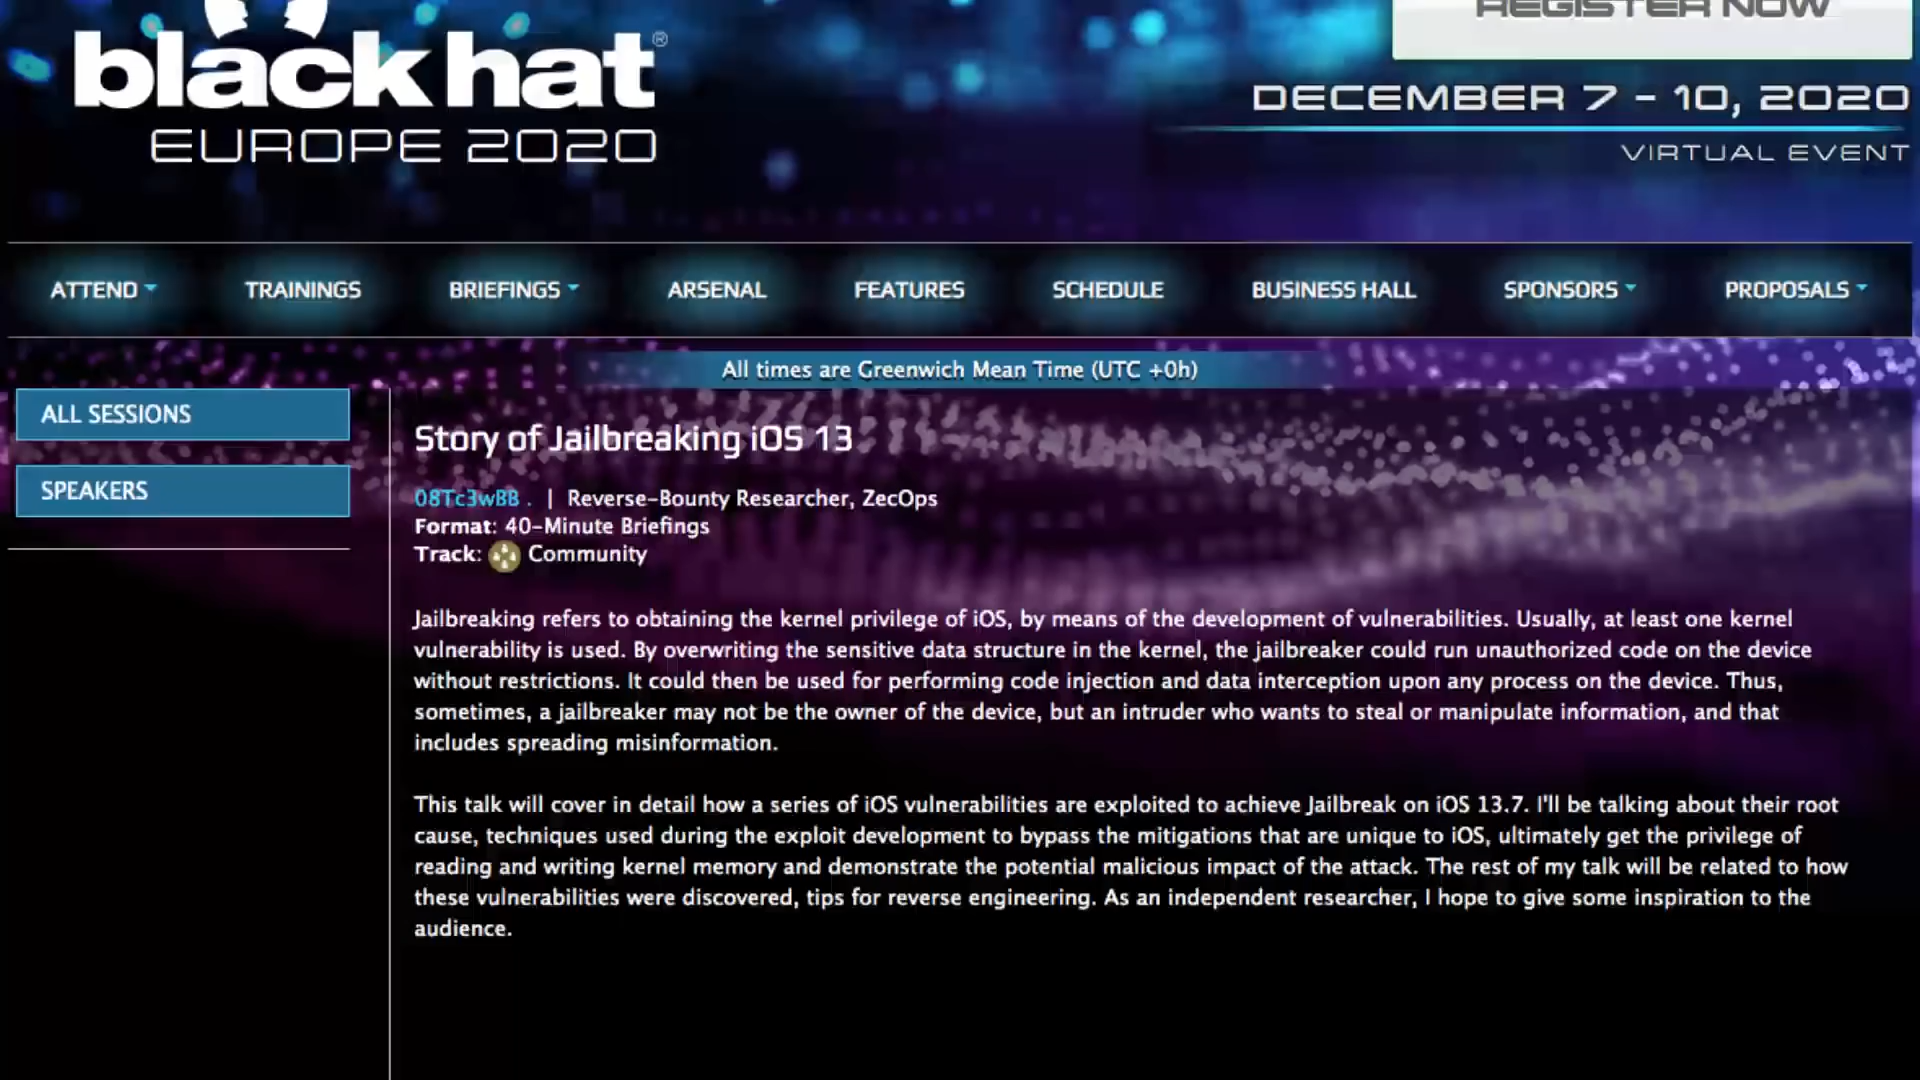 REGISTER NOW
black hat®
EUROPE 2020
DECEMBER 7 - 10, 2020
VIRTUAL EVENT
ATTEND TRAININGS BRIEFINGS ARSENAL FEATURES SCHEDULE BUSINESS HALL SPONSORS PROPOSALS
All times are Greenwich Mean Time (UTC +0h)
ALL SESSIONS
SPEAKERS
Story of Jailbreaking iOS 13
08Tc3wBB . | Reverse-Bounty Researcher, ZecOps
Format: 40-Minute Briefings
Track: Community
Jailbreaking refers to obtaining the kernel privilege of iOS, by means of the development of vulnerabilities. Usually, at least one kernel
vulnerability is used. By overwriting the sensitive data structure in the kernel, the jailbreaker could run unauthorized code on the device
without restrictions. It could then be used for performing code injection and data interception upon any process on the device. Thus,
sometimes, a jailbreaker may not be the owner of the device, but an intruder who wants to steal or manipulate information, and that
includes spreading misinformation.
This talk will cover in detail how a series of iOS vulnerabilities are exploited to achieve Jailbreak on iOS 13.7. I'll be talking about their root
cause, techniques used during the exploit development to bypass the mitigations that are unique to iOS, ultimately get the privilege of
reading and writing kernel memory and demonstrate the potential malicious impact of the attack. The rest of my talk will be related to how
these vulnerabilities were discovered, tips for reverse engineering. As an independent researcher, I hope to give some inspiration to the
audience.